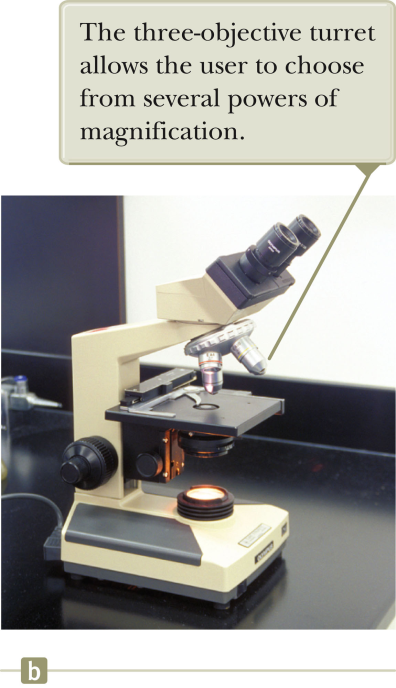 The three-objective turret
allows the user to choose
from several powers of
magnification.
b